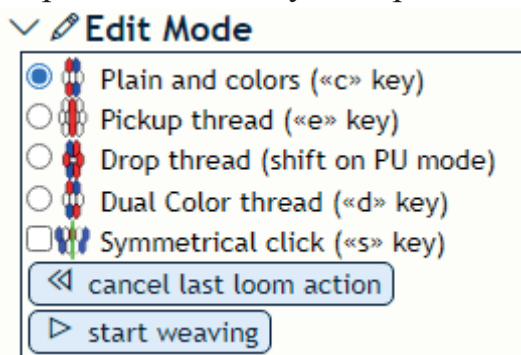 Edit Mode
Plain and colors («c» key)
Pickup thread («e» key)
Drop thread (shift on PU mode)
Dual Color thread («d» key)
Symmetrical click («s» key)
cancel last loom action
start weaving